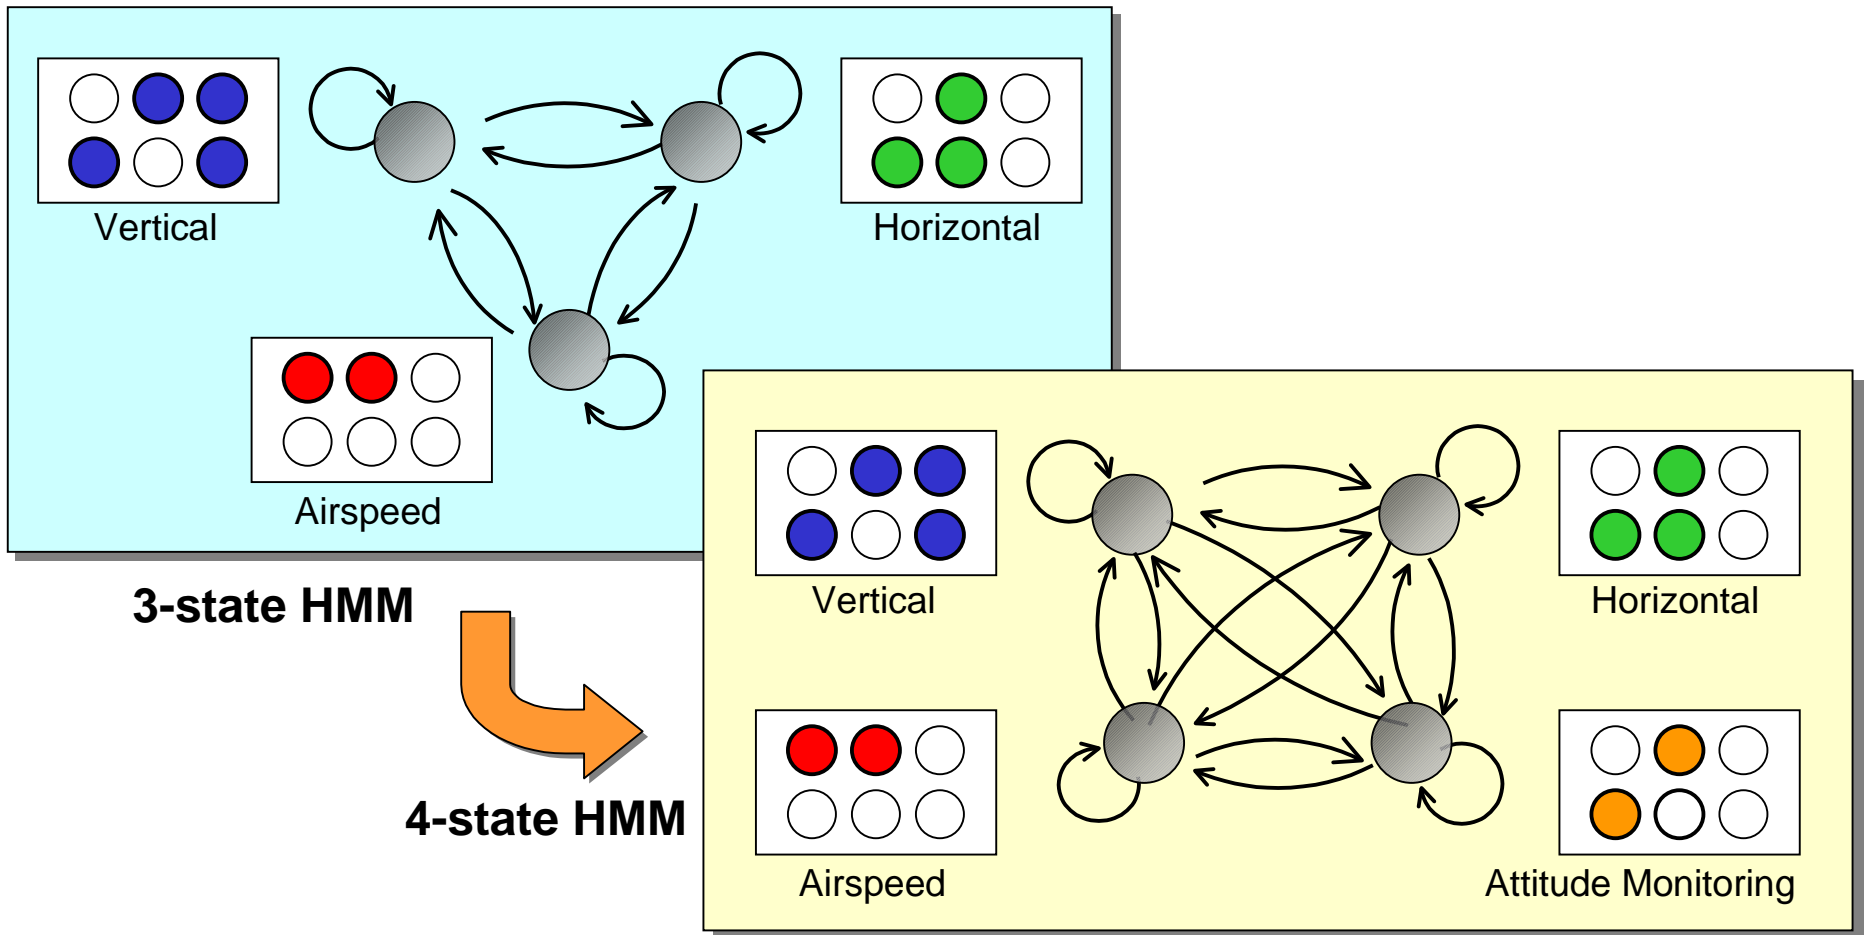 Vertical
Horizontal
Airspeed
3-state HMM
4-state HMM
Vertical
Horizontal
Airspeed
Attitude Monitoring